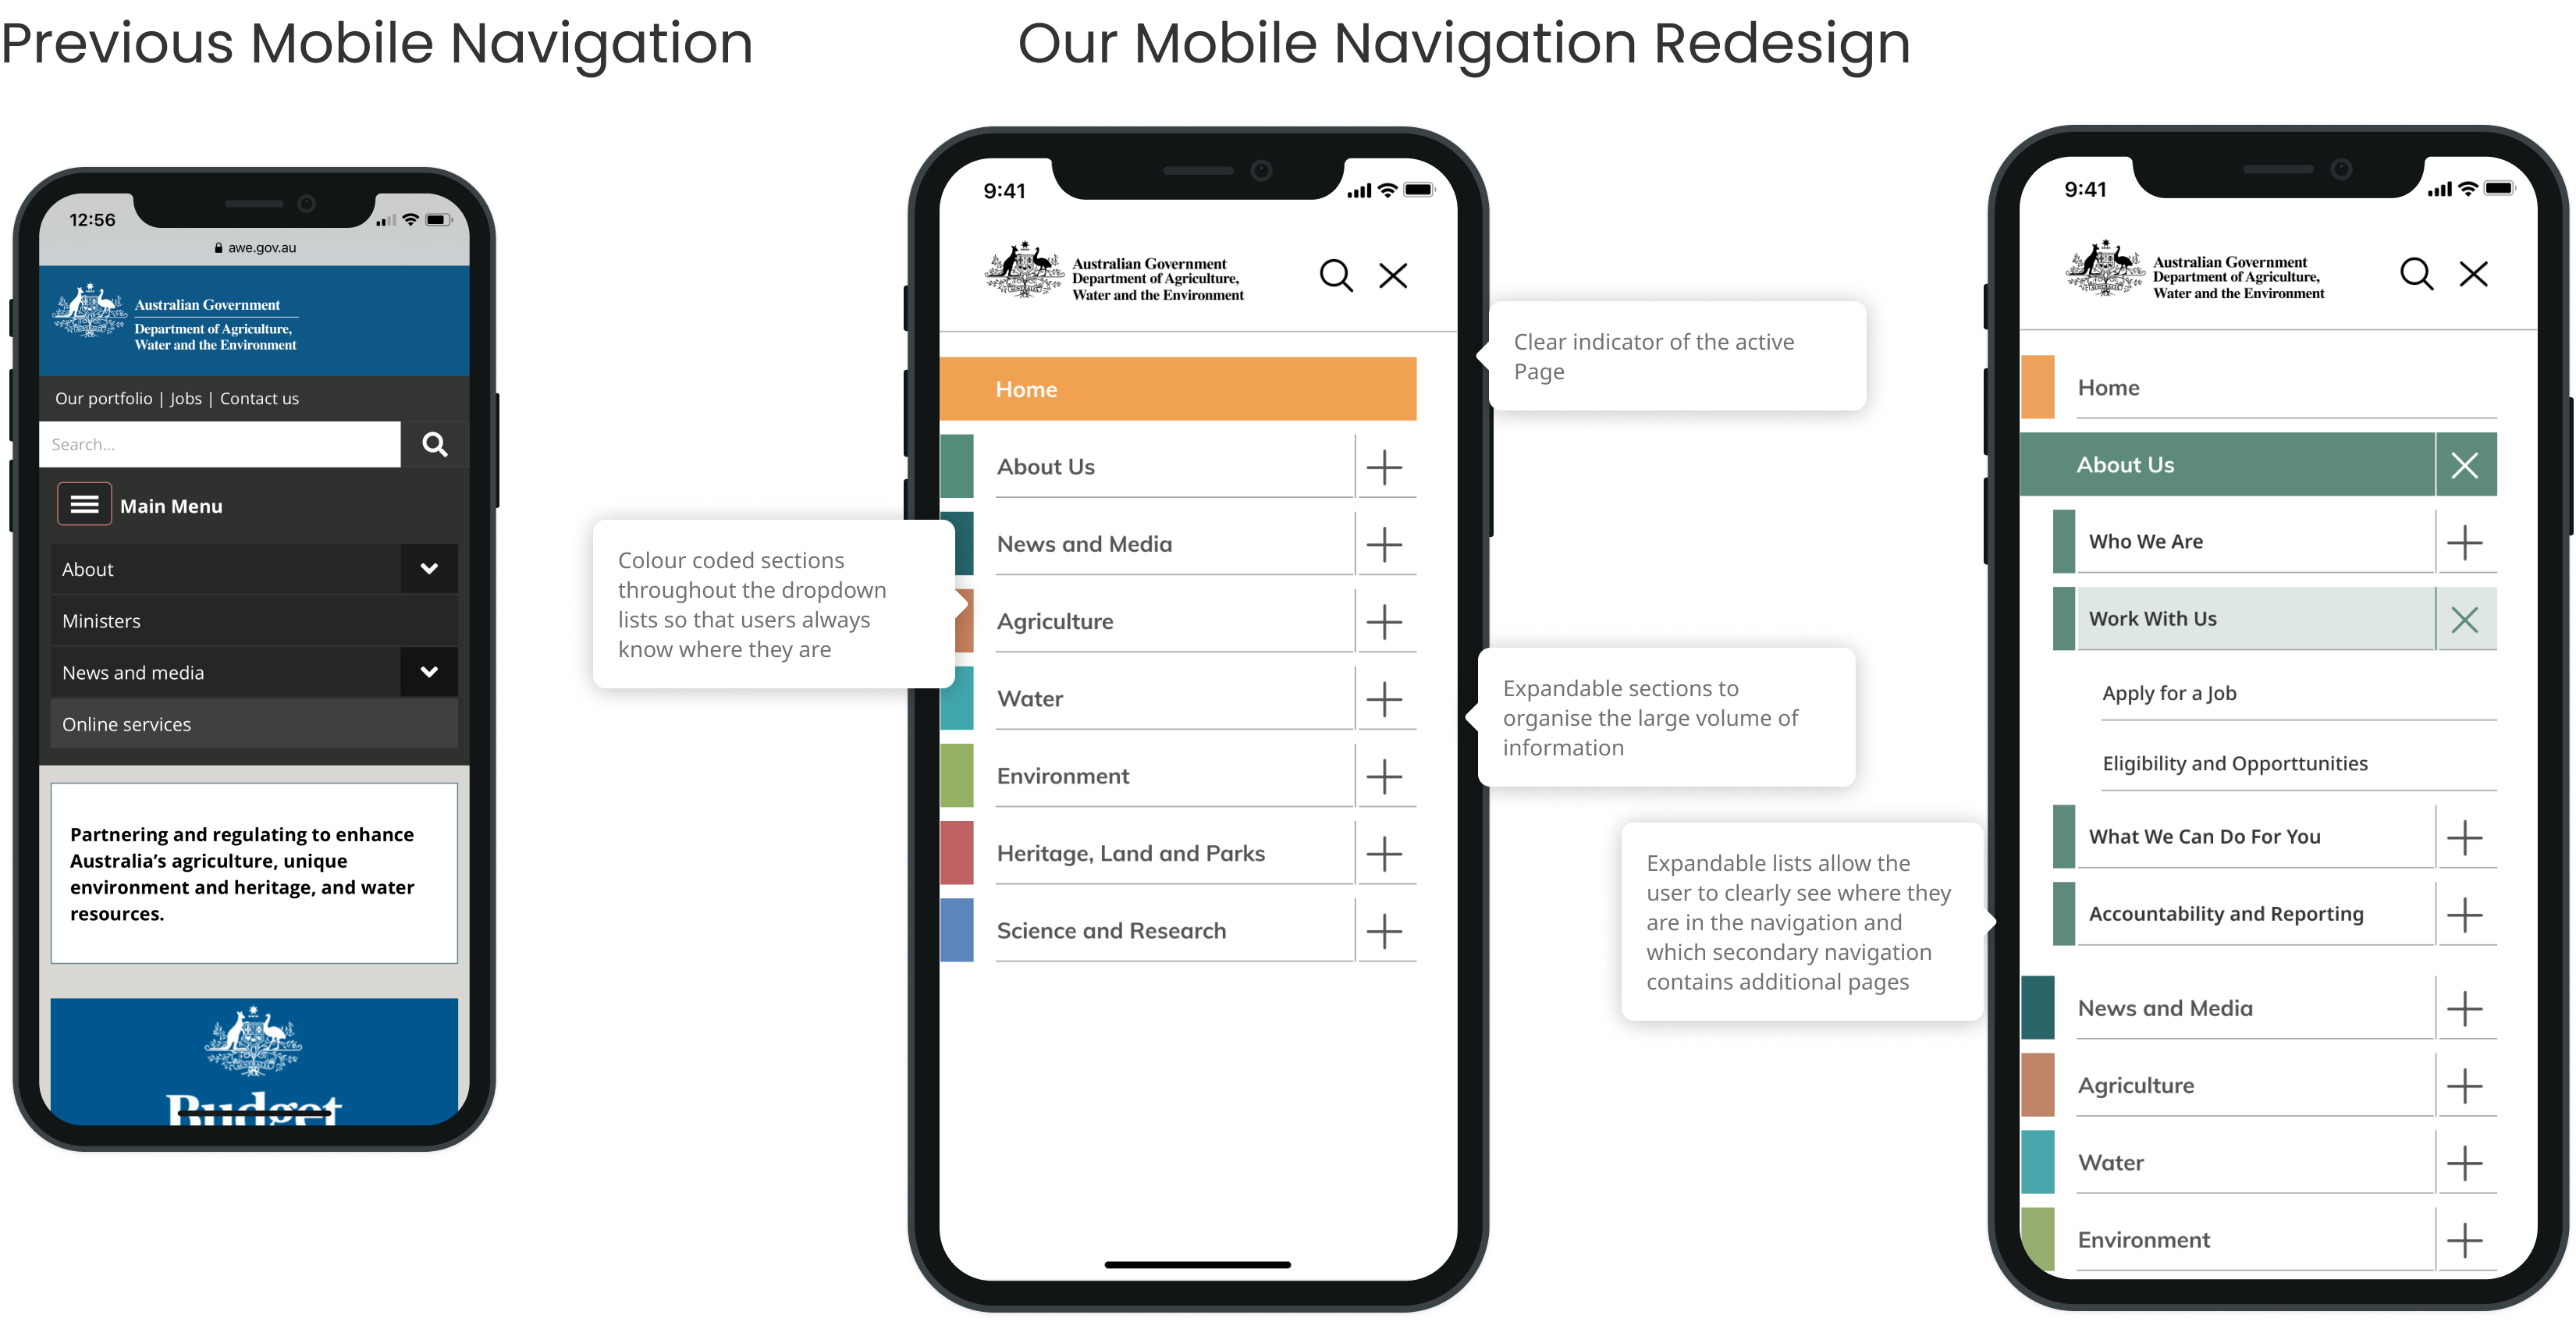 Previous Mobile Navigation
Our Mobile Navigation Redesign
12:56
awe.gov.au
Australian Government
Department of Agriculture,
Water and the Environment
Our portfolio | Jobs | Contact us
Search...
Main Menu
About
Ministers
News and media
Online services
Partnering and regulating to enhance
Australia's agriculture, unique
environment and heritage, and water
resources.
Budget
Colour coded sections
throughout the dropdown
lists so that users always
know where they are
9:41
Australian Government
Department of Agriculture,
Water and the Environment
Home
About Us
News and Media
Agriculture
Water
Environment
Heritage, Land and Parks
Science and Research
Clear indicator of the active
Page
Expandable sections to
organise the large volume of
information
Expandable lists allow the
user to clearly see where they
are in the navigation and
which secondary navigation
contains additional pages
9:41
Australian Government
Department of Agriculture,
Water and the Environment
Home
About Us
Who We Are
Work With Us
Apply for a Job
Eligibility and Opporttunities
What We Can Do For You
Accountability and Reporting
News and Media
Agriculture
Water
Environment